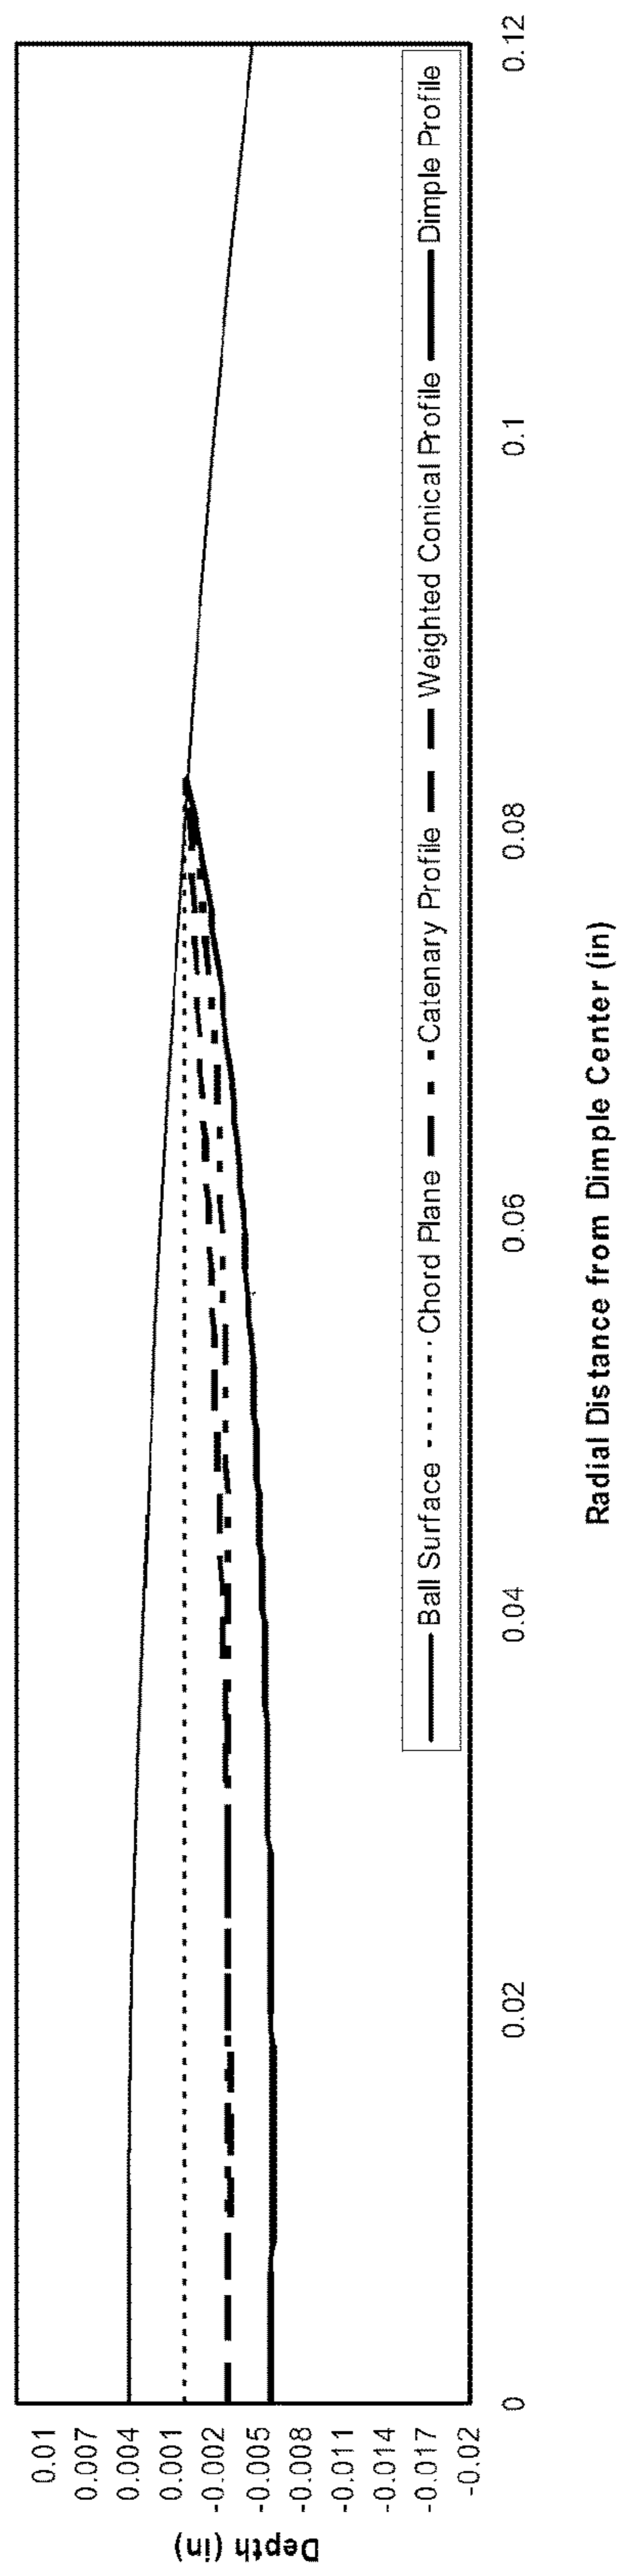 Depth (in)
0.01
0.007
0.004
0.001
-0.002
-0.005
-0.008
-0.011
-0.014
-0.017
-0.02
Ball Surface Chord Plane Catenary Profile Weighted Conical Profile Dimple Profile
0 0.02 0.04 0.06 0.08 0.1 0.12
Radial Distance from Dimple Center (in)